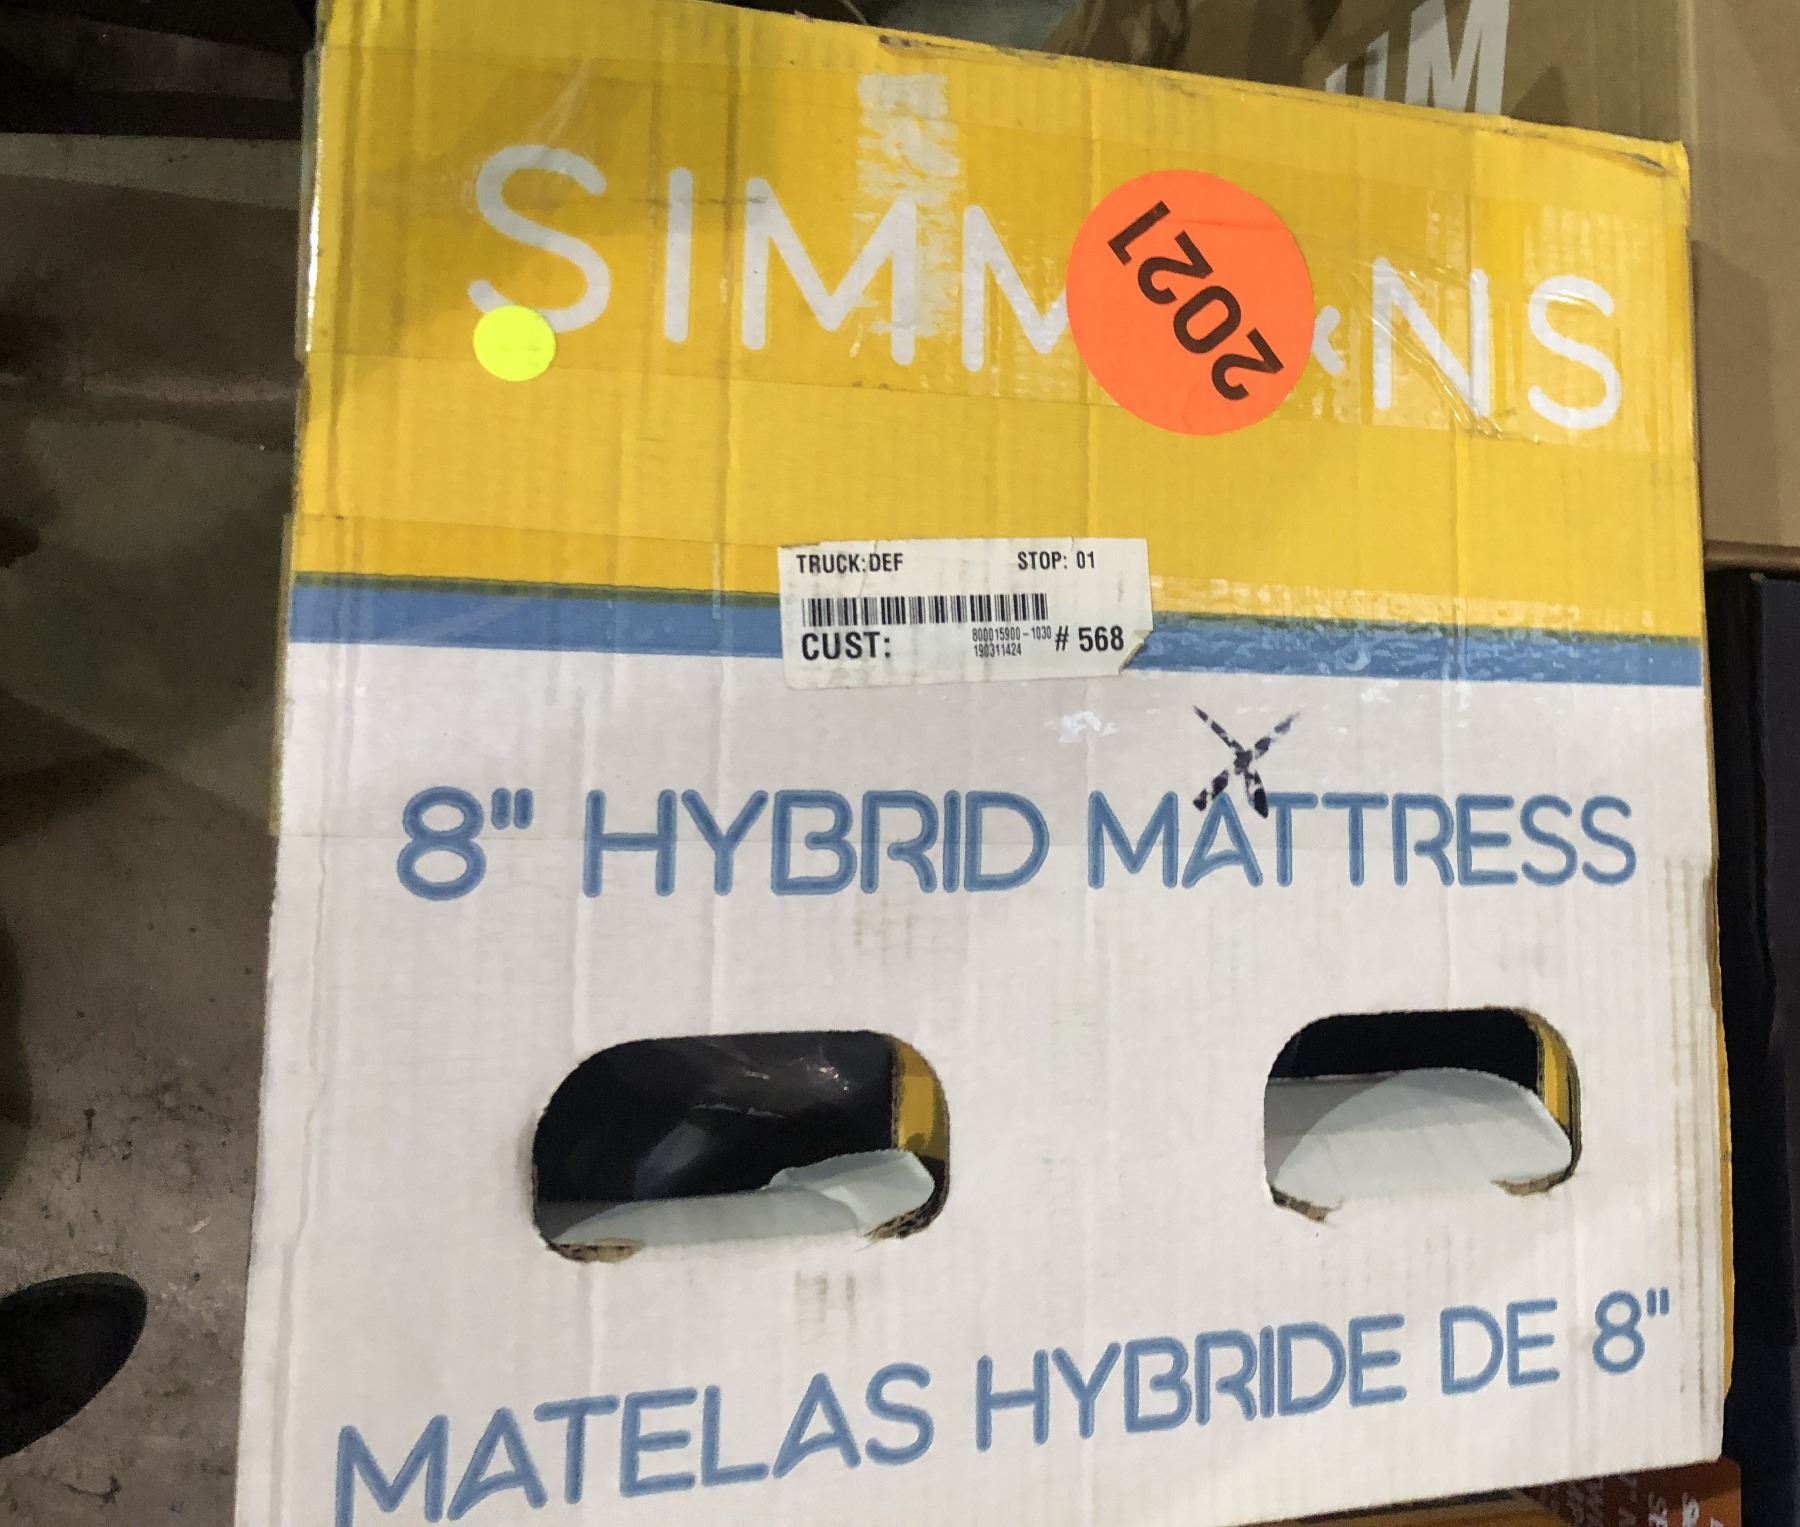 SIMM NS
2021
TRUCK:DEF STOP: 01
CUST: 800015900-1030 # 568
190311424
X
8" HYBRID MATTRESS
MATELAS HYBRIDE DE 8"